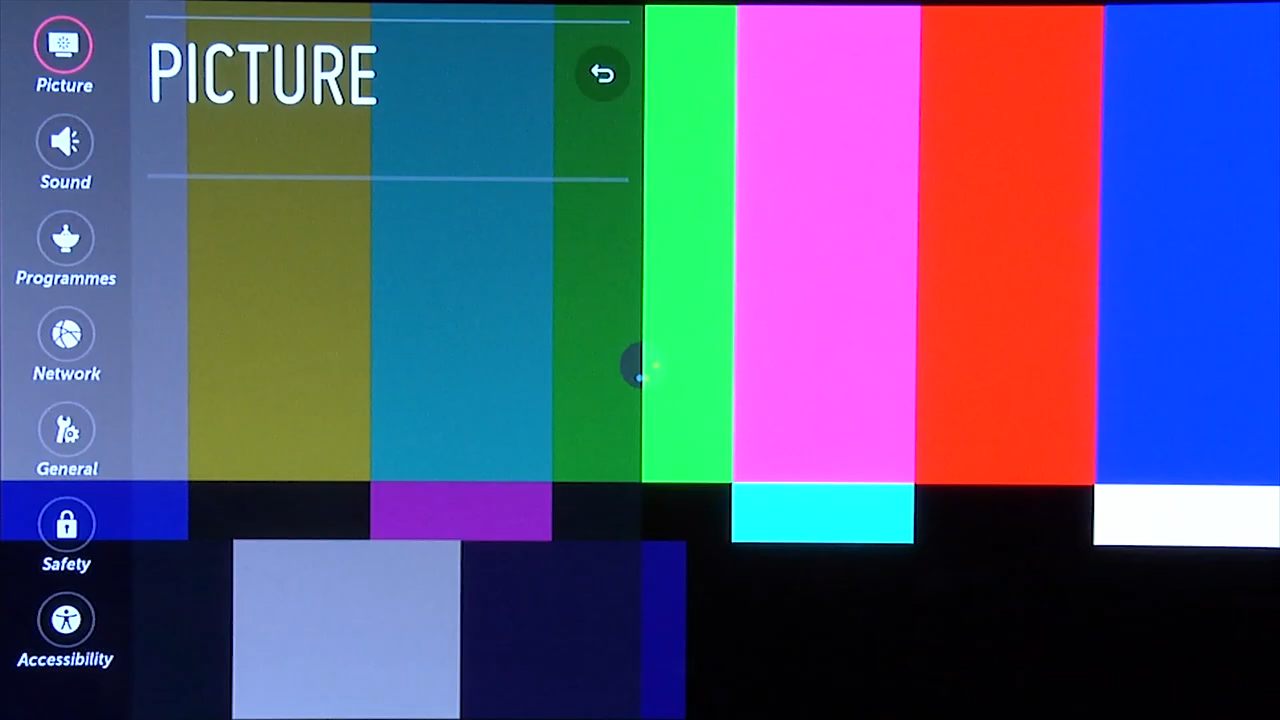 PICTURE
Picture
Sound
Programmes
Network
General
Safety
Accessibility